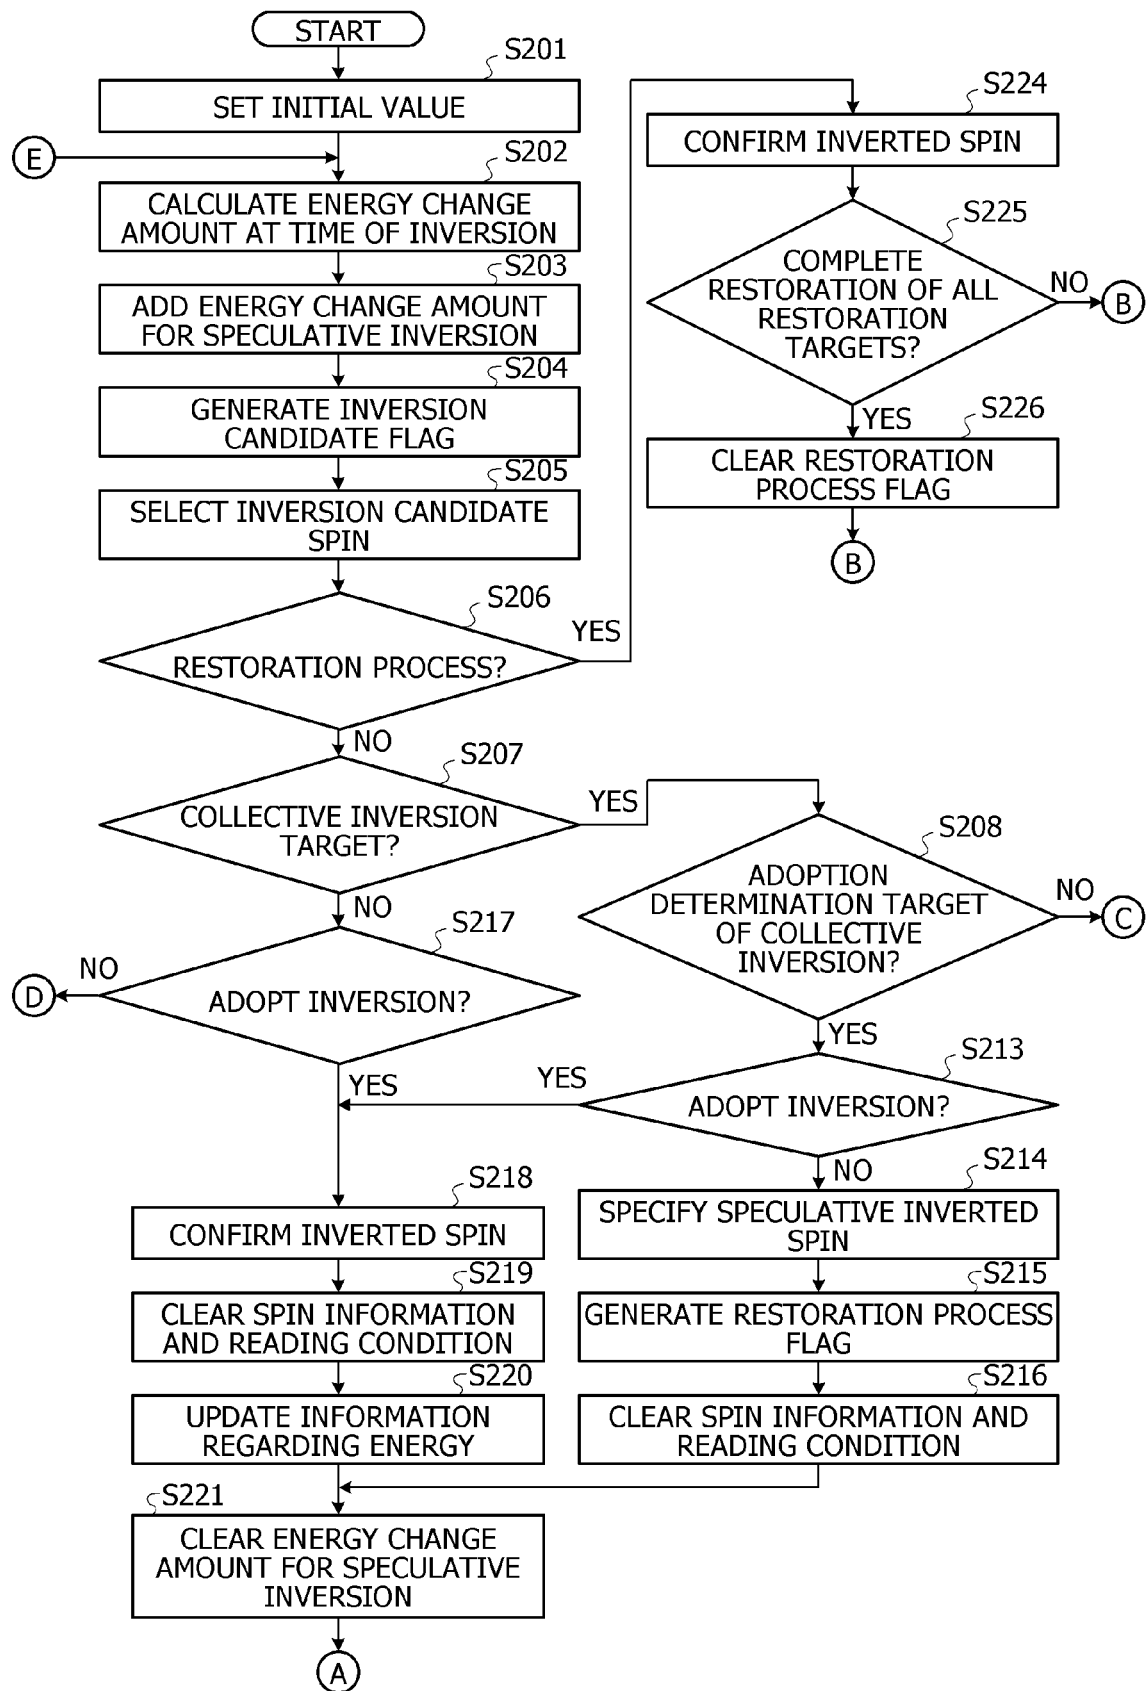 START
S201
SET INITIAL VALUE
E
S202
CALCULATE ENERGY CHANGE
AMOUNT AT TIME OF INVERSION
S203
ADD ENERGY CHANGE AMOUNT
FOR SPECULATIVE INVERSION
S204
GENERATE INVERSION
CANDIDATE FLAG
S205
SELECT INVERSION CANDIDATE
SPIN
S206
RESTORATION PROCESS?
YES
NO
S224
CONFIRM INVERTED SPIN
S225
COMPLETE
RESTORATION OF ALL
RESTORATION
TARGETS?
NO
B
YES
S226
CLEAR RESTORATION
PROCESS FLAG
B
S207
COLLECTIVE INVERSION
TARGET?
YES
NO
S208
ADOPTION
DETERMINATION TARGET
OF COLLECTIVE
INVERSION?
NO
C
YES
S217
ADOPT INVERSION?
NO
D
YES
S213
ADOPT INVERSION?
YES
NO
S214
SPECIFY SPECULATIVE INVERTED
SPIN
S215
GENERATE RESTORATION PROCESS
FLAG
S216
CLEAR SPIN INFORMATION AND
READING CONDITION
S218
CONFIRM INVERTED SPIN
S219
CLEAR SPIN INFORMATION
AND READING CONDITION
S220
UPDATE INFORMATION
REGARDING ENERGY
S221
CLEAR ENERGY CHANGE
AMOUNT FOR SPECULATIVE
INVERSION
A